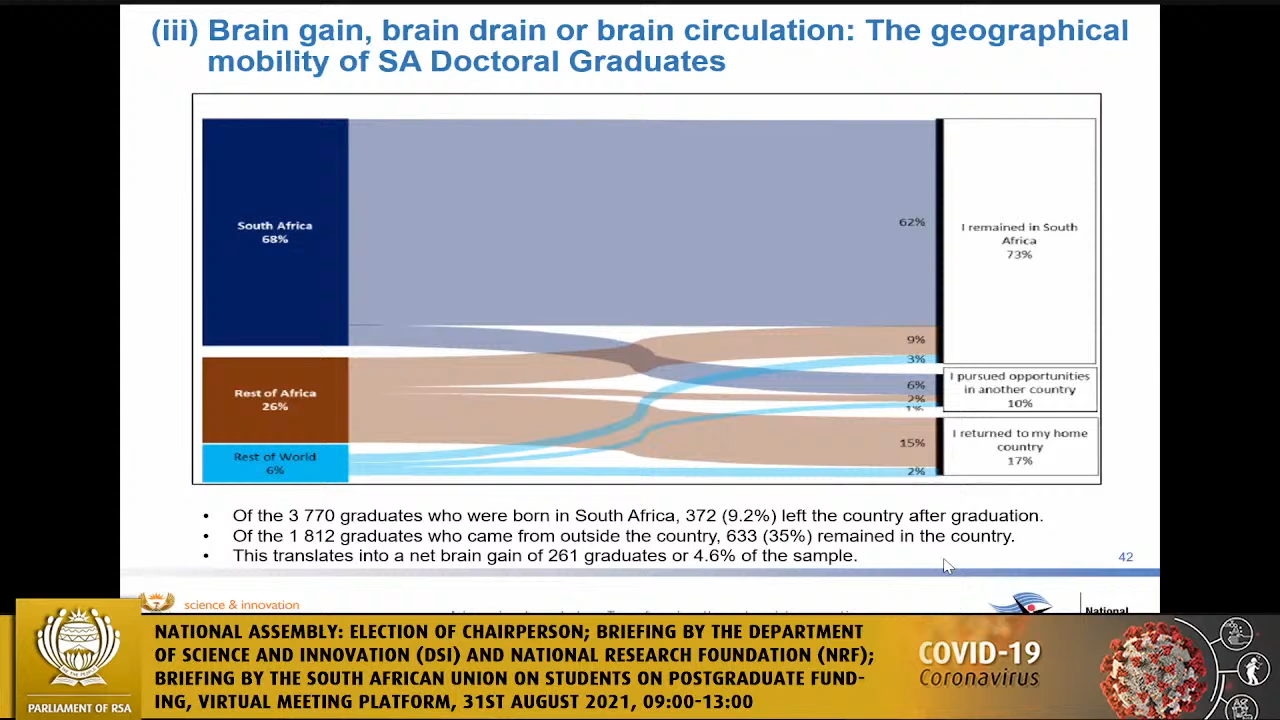 (iii) Brain gain, brain drain or brain circulation: The geographical
mobility of SA Doctoral Graduates
South Africa
68%
Rest of Africa
26%
Rest of World
6%
62%
9%
3%
6%
2%
1%
15%
2%
I remained in South
Africa
73%
I pursued opportunities
in another country
10%
I returned to my home
country
17%
• Of the 3 770 graduates who were born in South Africa, 372 (9.2%) left the country after graduation.
• Of the 1 812 graduates who came from outside the country, 633 (35%) remained in the country.
• This translates into a net brain gain of 261 graduates or 4.6% of the sample.
42
science & innovation
National
PARLIAMENT OF RSA
NATIONAL ASSEMBLY: ELECTION OF CHAIRPERSON; BRIEFING BY THE DEPARTMENT
OF SCIENCE AND INNOVATION (DSI) AND NATIONAL RESEARCH FOUNDATION (NRF);
BRIEFING BY THE SOUTH AFRICAN UNION ON STUDENTS ON POSTGRADUATE FUND-
ING, VIRTUAL MEETING PLATFORM, 31ST AUGUST 2021, 09:00-13:00
COVID-19
Coronavirus